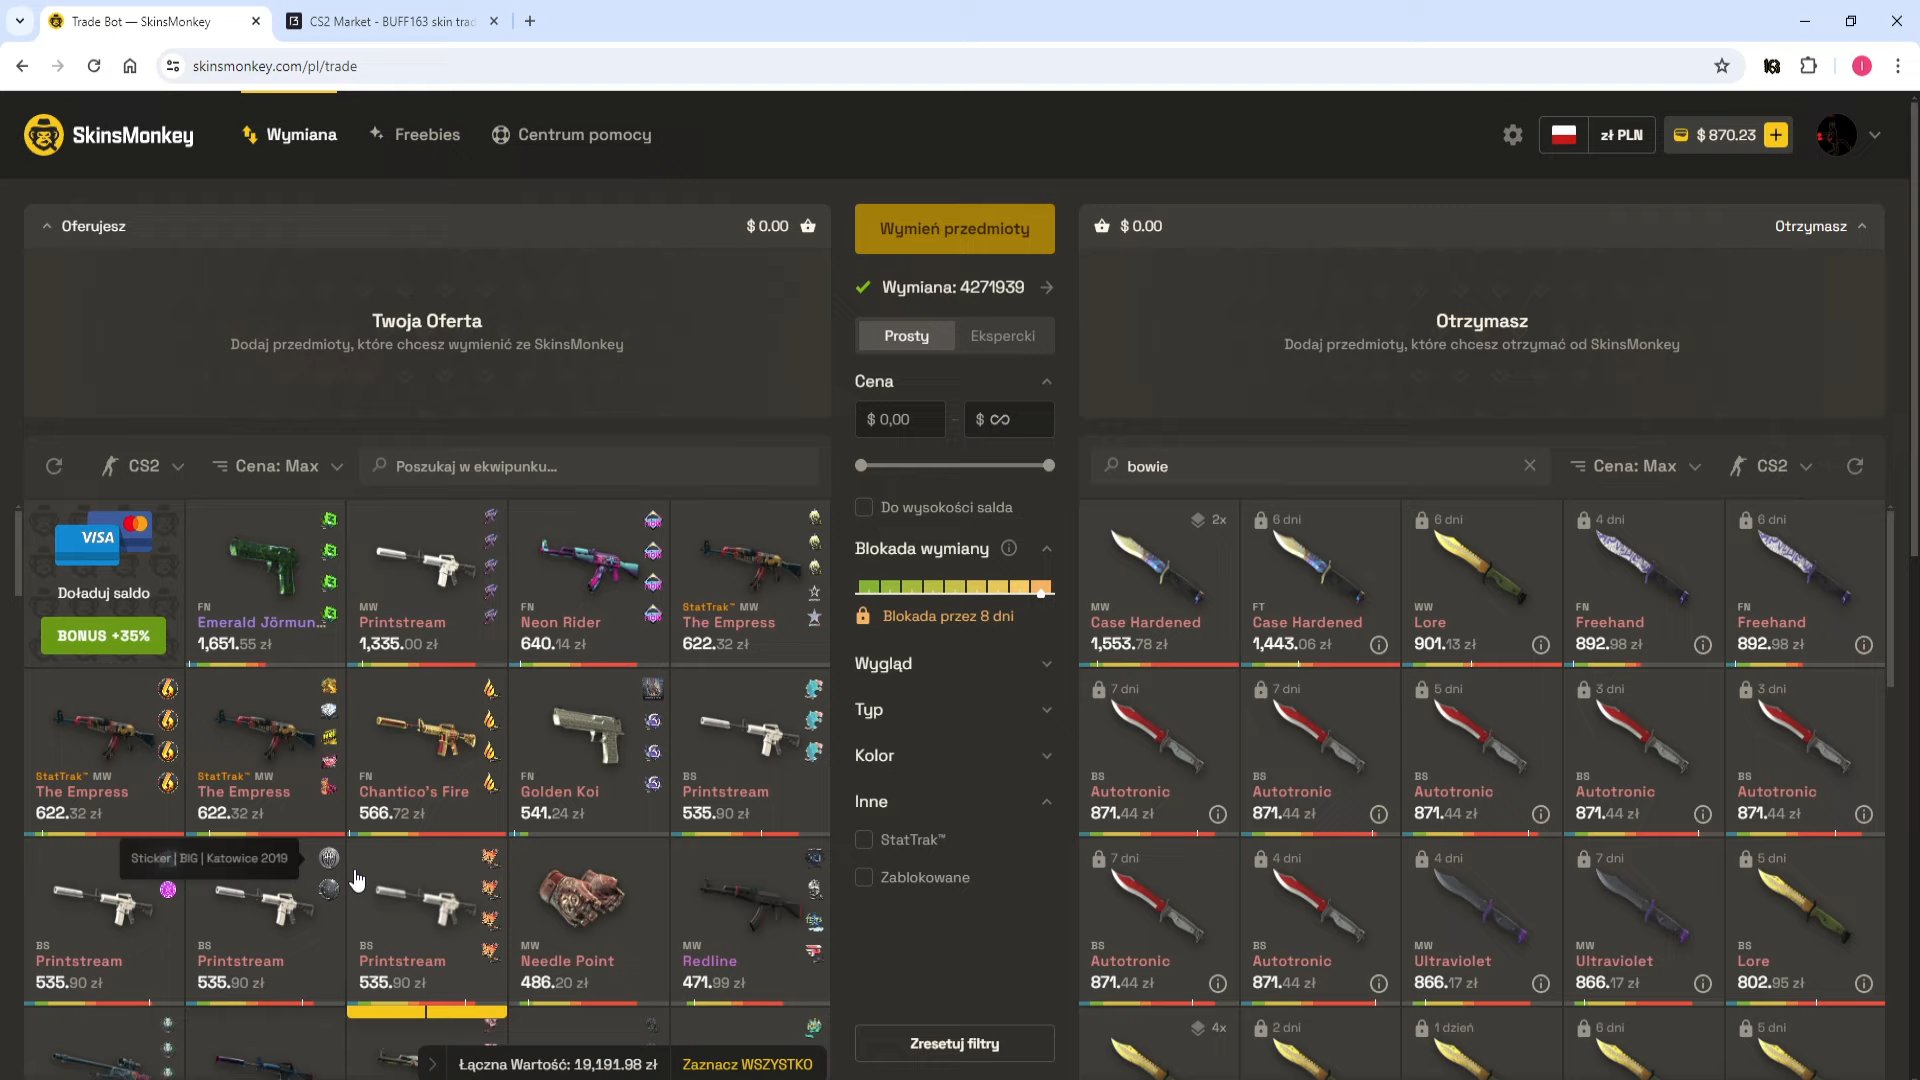 Trade Bot — SkinsMonkey
CS2 Market - BUFF163 skin trad
skinsmonkey.com/pl/trade
SkinsMonkey
Wymiana
Freebies
Centrum pomocy
zł PLN
$ 870.23
Oferujesz
$ 0.00
Twoja Oferta
Dodaj przedmioty, które chcesz wymienić ze SkinsMonkey
Wymień przedmioty
Wymiana: 4271939
Prosty
Ekspercki
Cena
$ 0,00
-
$ ∞
Do wysokości salda
Blokada wymiany
Blokada przez 8 dni
Wygląd
Typ
Kolor
Inne
StatTrak™
Zablokowane
Zresetuj filtry
$ 0.00
Otrzymasz
Otrzymasz
Dodaj przedmioty, które chcesz otrzymać od SkinsMonkey
CS2
Cena: Max
Poszukaj w ekwipunku...
VISA
Doładuj saldo
BONUS +35%
FN
Emerald Jörmun...
1,651.55 zł
MW
Printstream
1,335.00 zł
FN
Neon Rider
640.14 zł
StatTrak™ MW
The Empress
622.32 zł
StatTrak™ MW
The Empress
622.32 zł
StatTrak™ MW
The Empress
622.32 zł
FN
Chantico's Fire
566.72 zł
FN
Golden Koi
541.24 zł
BS
Printstream
535.90 zł
Sticker | BIG | Katowice 2019
BS
Printstream
535.90 zł
BS
Printstream
535.90 zł
BS
Printstream
535.90 zł
MW
Needle Point
486.20 zł
MW
Redline
471.99 zł
Łączna Wartość: 19,191.98 zł
Zaznacz WSZYSTKO
bowie
Cena: Max
CS2
2x
MW
Case Hardened
1,553.78 zł
6 dni
FT
Case Hardened
1,443.06 zł
6 dni
WW
Lore
901.13 zł
4 dni
FN
Freehand
892.98 zł
6 dni
FN
Freehand
892.98 zł
7 dni
BS
Autotronic
871.44 zł
7 dni
BS
Autotronic
871.44 zł
5 dni
BS
Autotronic
871.44 zł
3 dni
BS
Autotronic
871.44 zł
3 dni
BS
Autotronic
871.44 zł
7 dni
BS
Autotronic
871.44 zł
4 dni
BS
Autotronic
871.44 zł
4 dni
MW
Ultraviolet
866.17 zł
7 dni
MW
Ultraviolet
866.17 zł
5 dni
BS
Lore
802.95 zł
4x
2 dni
1 dzień
6 dni
5 dni